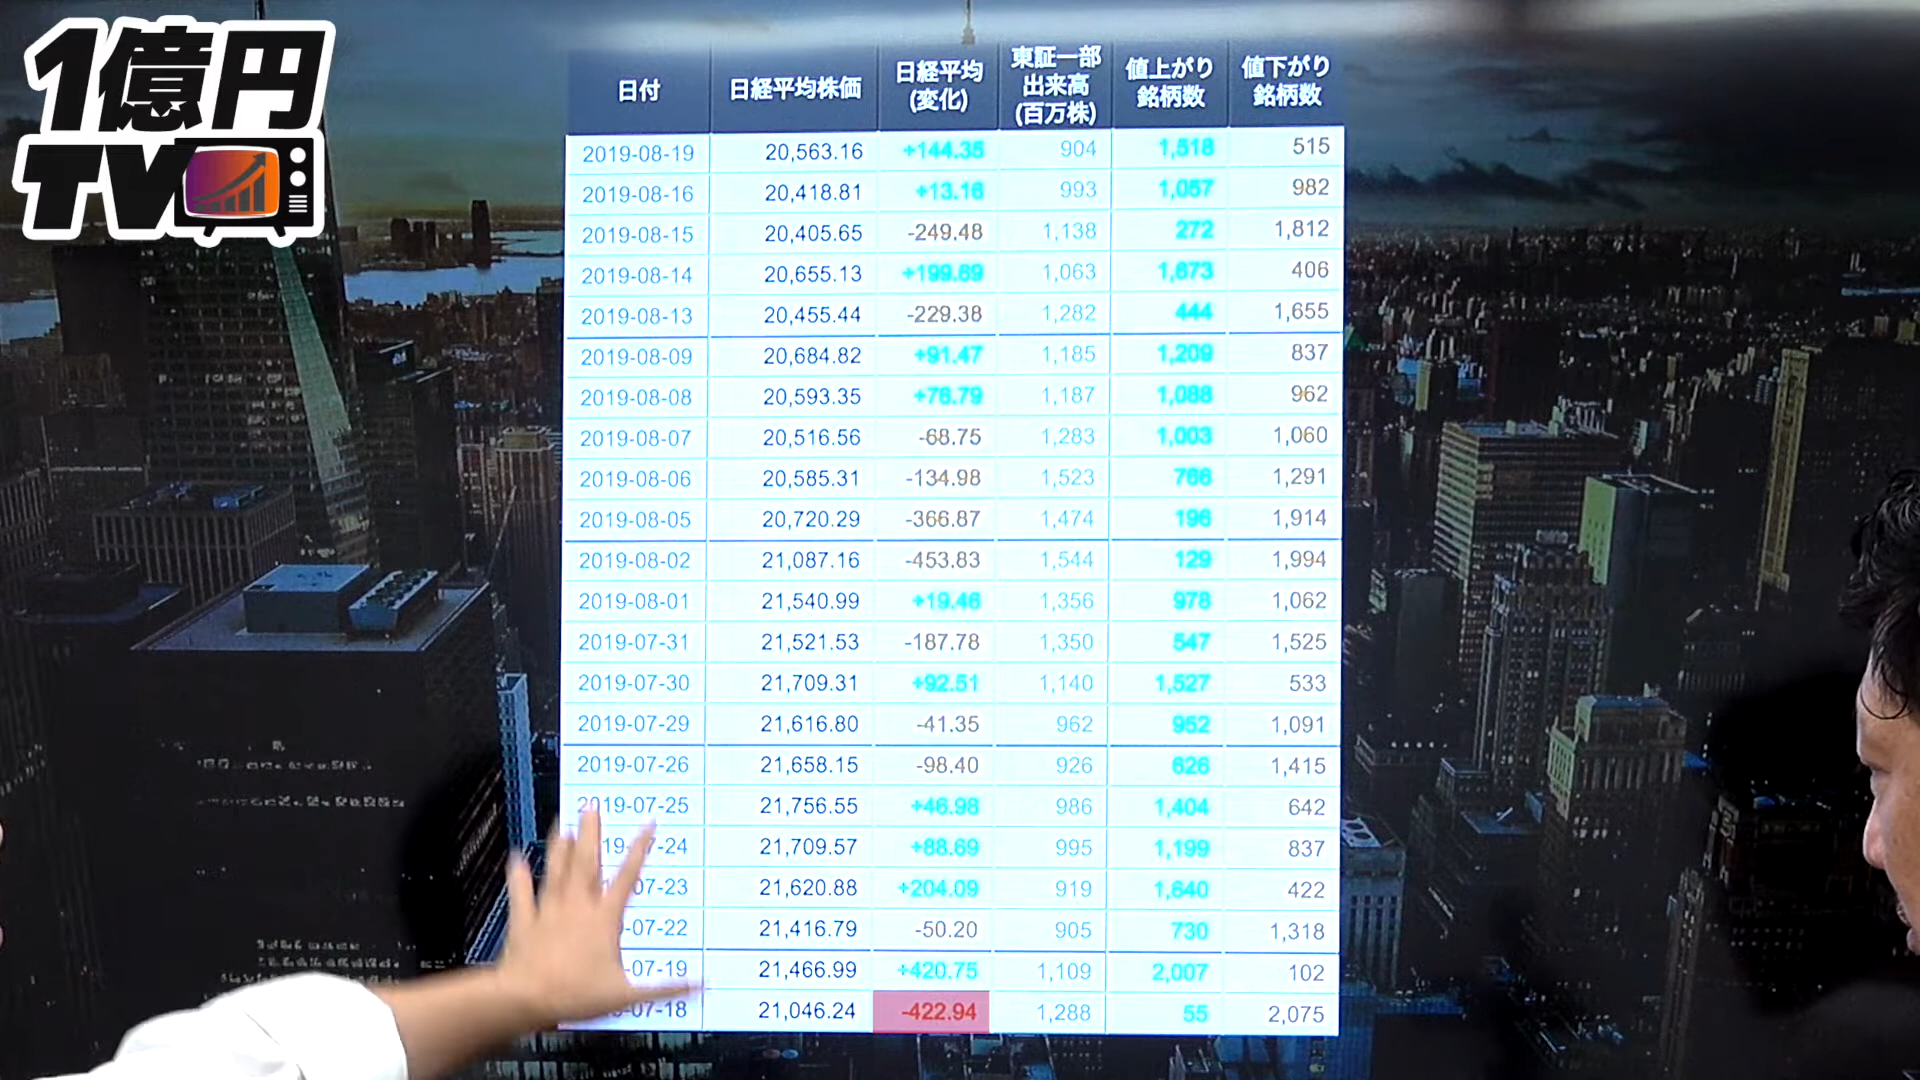 1億円
TV
日付 日経平均株価 日経平均(変化) 東証一部出来高(百万株) 値上がり銘柄数 値下がり銘柄数
2019-08-19 20,563.16 +144.35 904 1,518 515
2019-08-16 20,418.81 +13.16 993 1,057 982
2019-08-15 20,405.65 -249.48 1,138 272 1,812
2019-08-14 20,655.13 +199.69 1,063 1,673 406
2019-08-13 20,455.44 -229.38 1,282 444 1,655
2019-08-09 20,684.82 +91.47 1,185 1,209 837
2019-08-08 20,593.35 +76.79 1,187 1,088 962
2019-08-07 20,516.56 -68.75 1,283 1,003 1,060
2019-08-06 20,585.31 -134.98 1,523 766 1,291
2019-08-05 20,720.29 -366.87 1,474 196 1,914
2019-08-02 21,087.16 -453.83 1,544 129 1,994
2019-08-01 21,540.99 +19.46 1,356 978 1,062
2019-07-31 21,521.53 -187.78 1,350 547 1,525
2019-07-30 21,709.31 +92.51 1,140 1,527 533
2019-07-29 21,616.80 -41.35 962 952 1,091
2019-07-26 21,658.15 -98.40 926 626 1,415
2019-07-25 21,756.55 +46.98 986 1,404 642
19-07-24 21,709.57 +88.69 995 1,199 837
07-23 21,620.88 +204.09 919 1,640 422
-07-22 21,416.79 -50.20 905 730 1,318
-07-19 21,466.99 +420.75 1,109 2,007 102
-07-18 21,046.24 -422.94 1,288 55 2,075